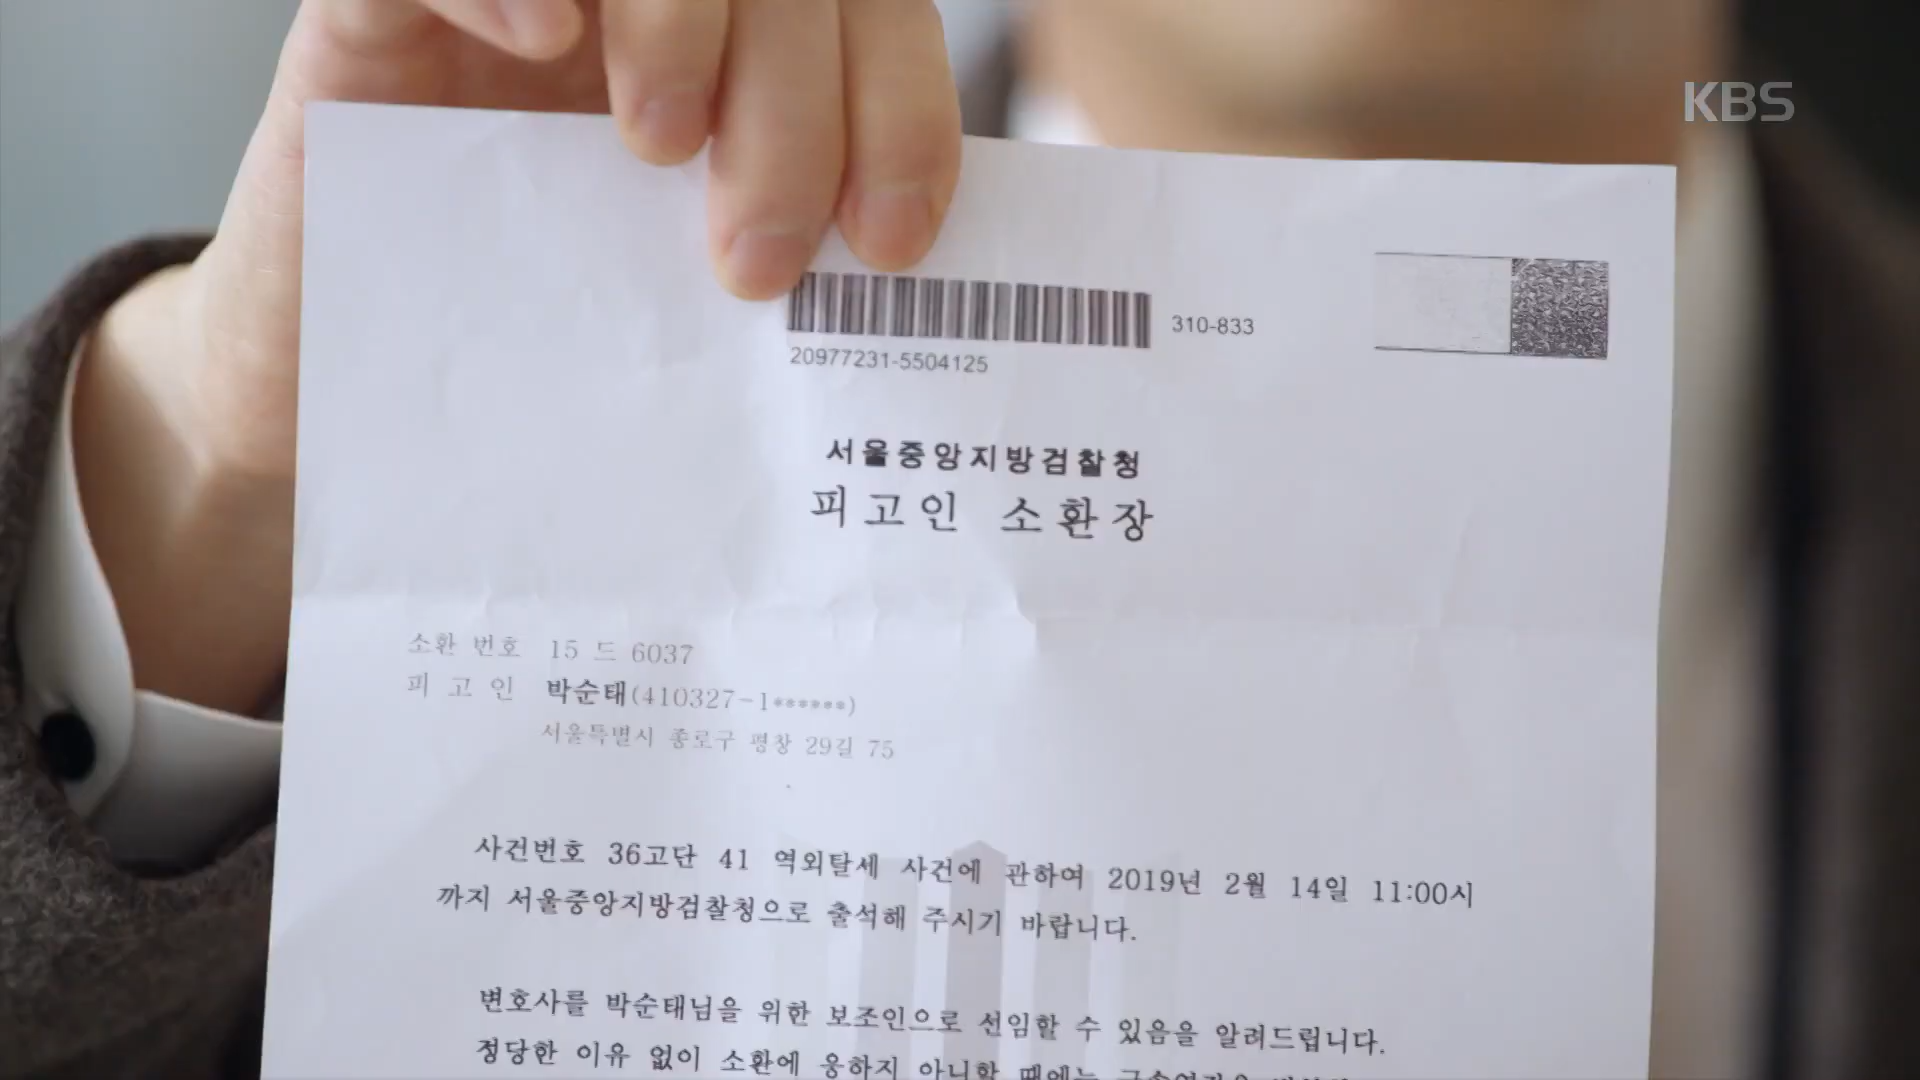 KBS
310-833
20977231-5504125
서울중앙지방검찰청
피고인 소환장
소환 번호 15 드 6037
피 고 인 박순태(410327-1******)
서울특별시 종로구 평창 29길 75
사건번호 36고단 41 역외탈세 사건에 관하여 2019년 2월 14일 11:00시
까지 서울중앙지방검찰청으로 출석해 주시기 바랍니다.
변호사를 박순태님을 위한 보조인으로 선임할 수 있음을 알려드립니다.
정당한 이유 없이 소환에 응하지 아니할 때에는